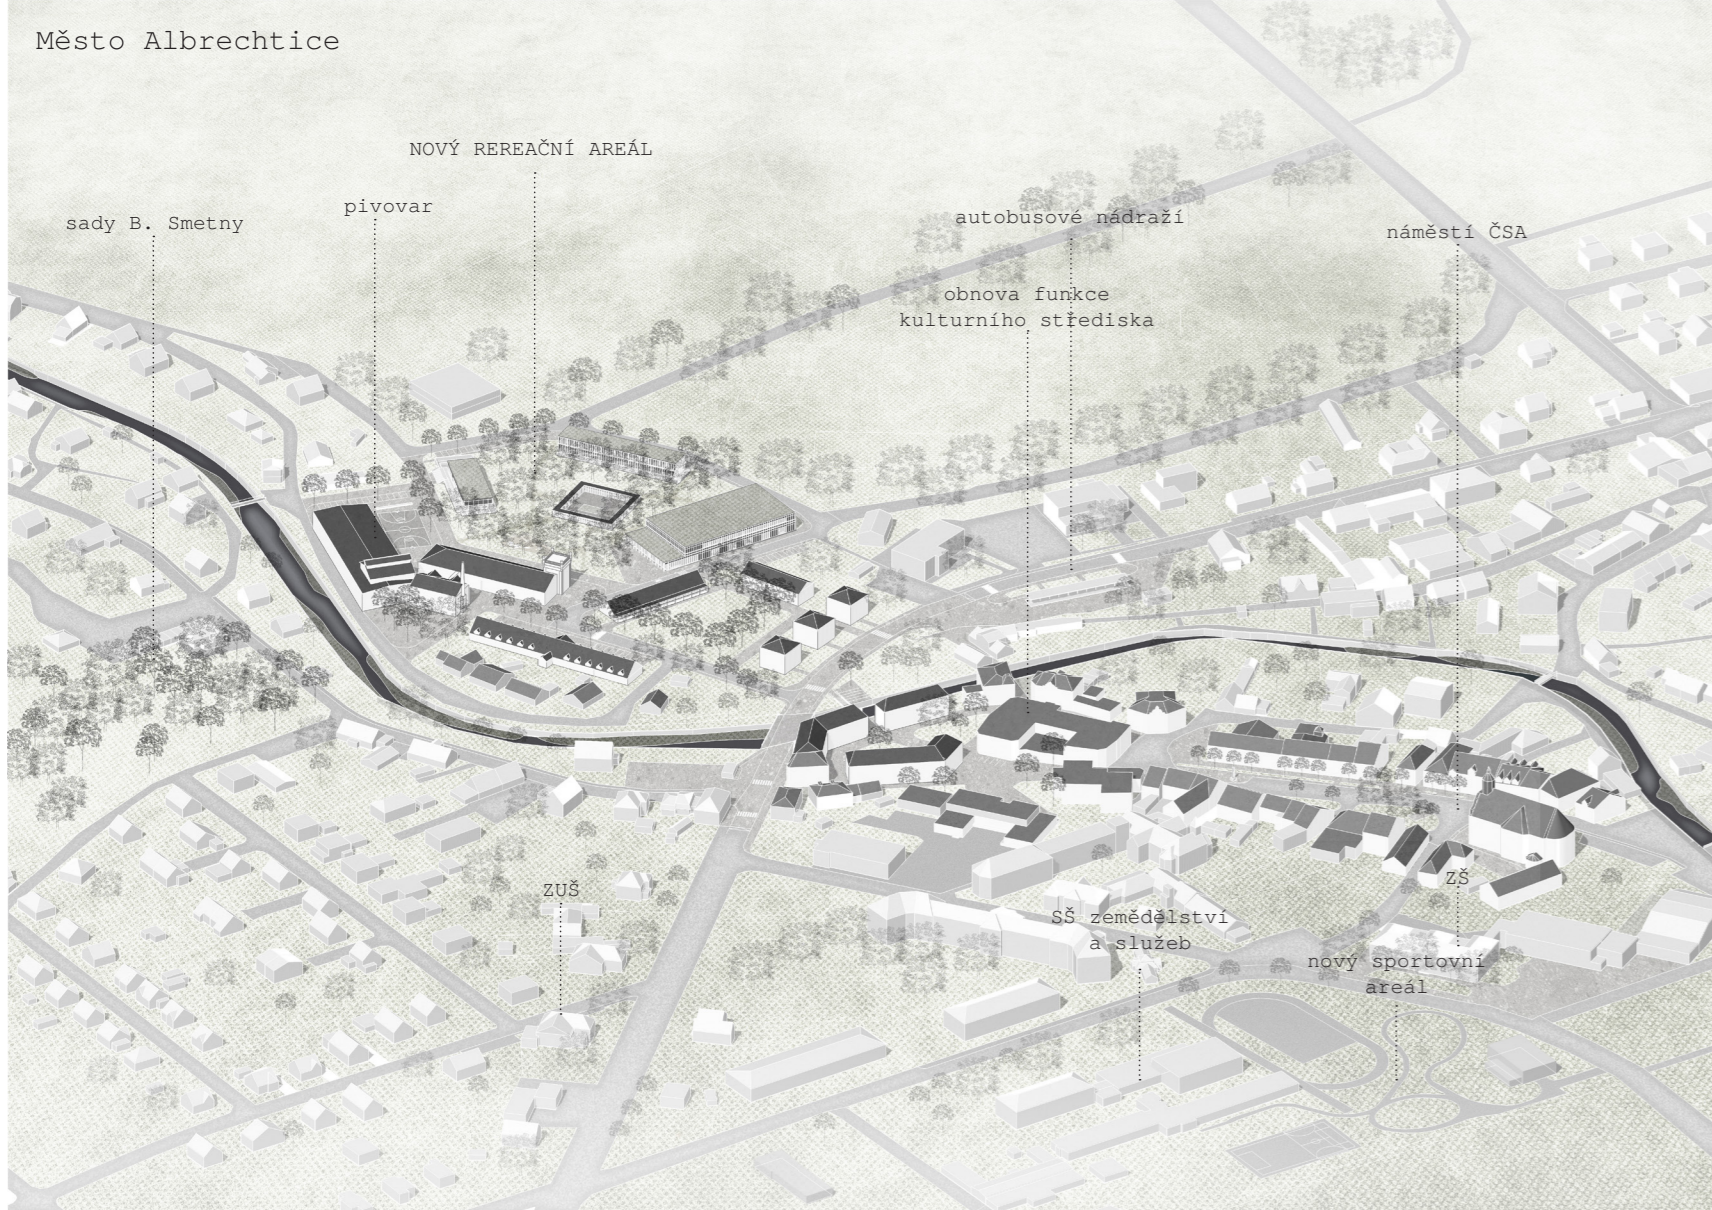 Město Albrechtice
NOVÝ REREAČNÍ AREÁL
pivovar
sady B. Smetny
autobusové nádraží
náměstí ČSA
obnova funkce
kulturního střediska
ZUŠ
ZŠ
SŠ zemědělství
a služeb
nový sportovní
areál